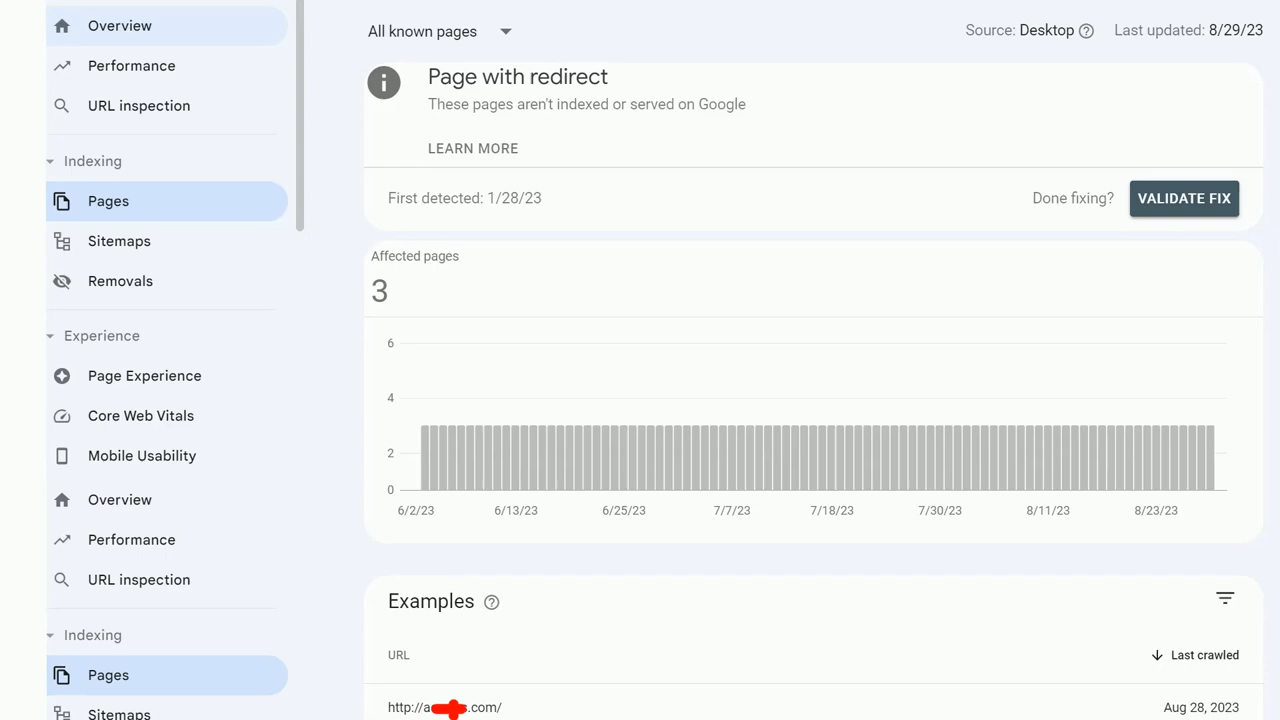 Overview
Performance
URL inspection
Indexing
Pages
Sitemaps
Removals
Experience
Page Experience
Core Web Vitals
Mobile Usability
Overview
Performance
URL inspection
Indexing
Pages
Sitemaps
All known pages
Source: Desktop Last updated: 8/29/23
Page with redirect
These pages aren't indexed or served on Google
LEARN MORE
First detected: 1/28/23
Done fixing? VALIDATE FIX
Affected pages
3
6
4
2
0
6/2/23 6/13/23 6/25/23 7/7/23 7/18/23 7/30/23 8/11/23 8/23/23
Examples
URL Last crawled
.com/ Aug 28, 2023